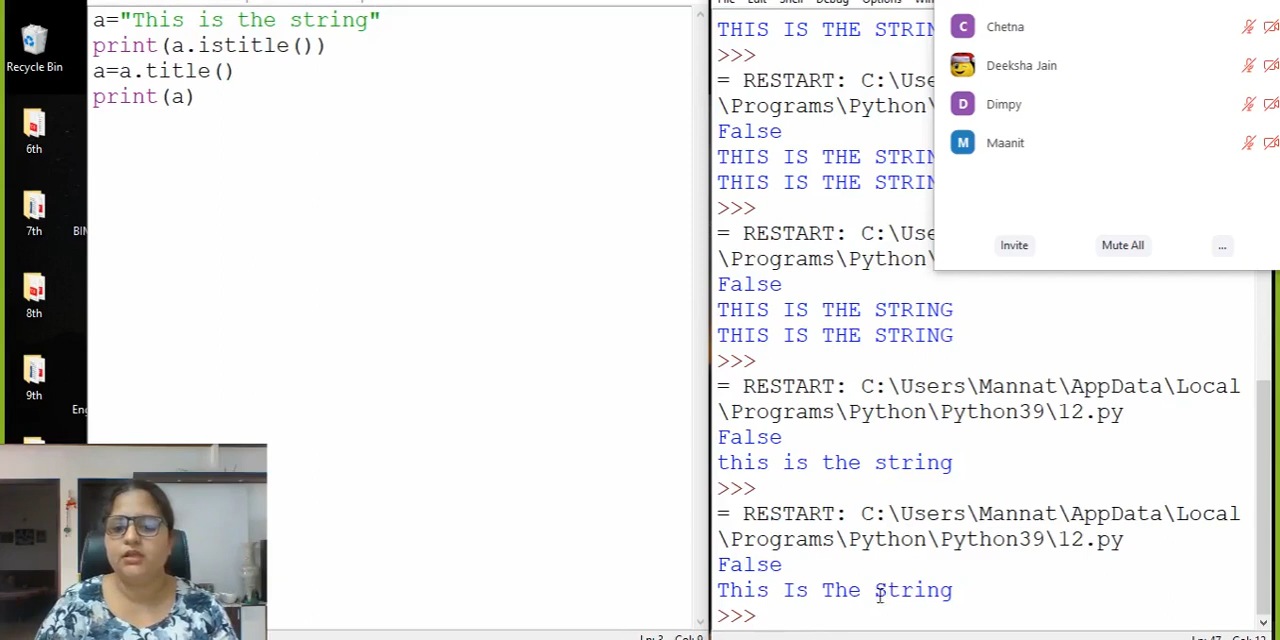 Recycle Bin
6th
7th
8th
9th
a="This is the string"
print(a.istitle())
a=a.title()
print(a)
THIS IS THE STRIN
>>>
= RESTART: C:\Use
\Programs\Python\
False
THIS IS THE STRIN
THIS IS THE STRIN
>>>
= RESTART: C:\Use
\Programs\Python\
False
THIS IS THE STRING
THIS IS THE STRING
>>>
= RESTART: C:\Users\Mannat\AppData\Local
\Programs\Python\Python39\12.py
False
this is the string
>>>
= RESTART: C:\Users\Mannat\AppData\Local
\Programs\Python\Python39\12.py
False
This Is The String
>>>
C Chetna
Deeksha Jain
D Dimpy
M Maanit
Invite Mute All ...